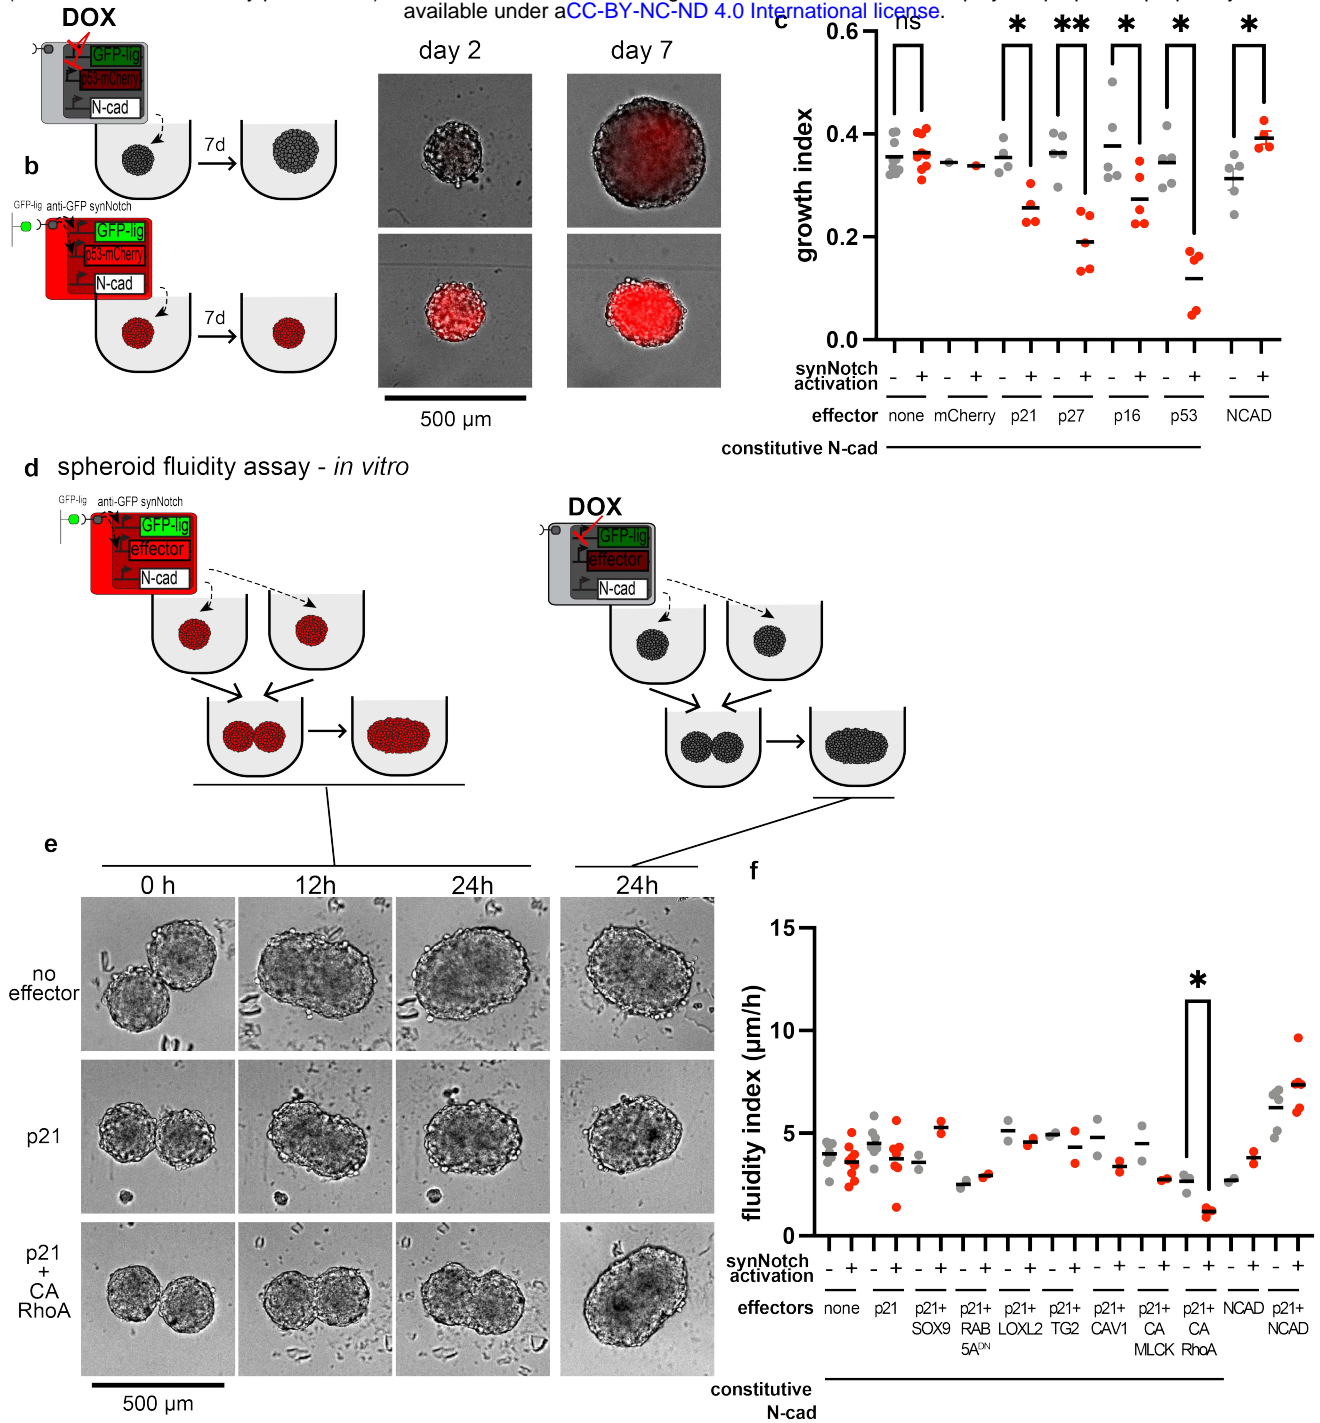 available under aCC-BY-NC-ND 4.0 International license.
DOX
GFP-lig
p53-mCherry
N-cad
7d
b
GFP-lig
anti-GFP synNotch
GFP-lig
p53-mCherry
N-cad
7d
day 2
day 7
500 µm
c
growth index
0.6
0.4
0.2
0.0
ns
*
**
*
*
*
synNotch
activation
- + - + - + - + - + - + - +
effector
none mCherry p21 p27 p16 p53 NCAD
constitutive N-cad
d
spheroid fluidity assay - in vitro
GFP-lig
anti-GFP synNotch
GFP-lig
effector
N-cad
DOX
GFP-lig
effector
N-cad
e
0 h
12h
24h
24h
no
effector
p21
p21
+
CA
RhoA
500 µm
f
fluidity index (µm/h)
15
10
5
0
*
synNotch
activation
- + - + - + - + - + - + - + - + - + - + - +
effectors
none
p21
p21+
SOX9
p21+
RAB
5A^DN
p21+
LOXL2
p21+
TG2
p21+
CAV1
p21+
CA
MLCK
p21+
CA
RhoA
NCAD
p21+
NCAD
constitutive
N-cad